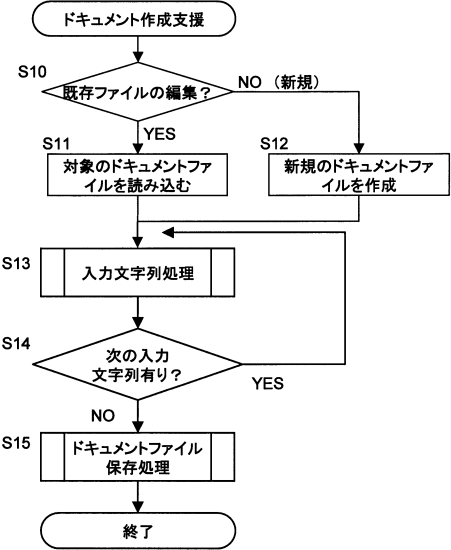 ドキュメント作成支援
S10
既存ファイルの編集?
NO (新規)
YES
S11
対象のドキュメントファ
イルを読み込む
S12
新規のドキュメントファ
イルを作成
S13
入力文字列処理
S14
次の入力
文字列有り?
YES
NO
S15
ドキュメントファイル
保存処理
終了